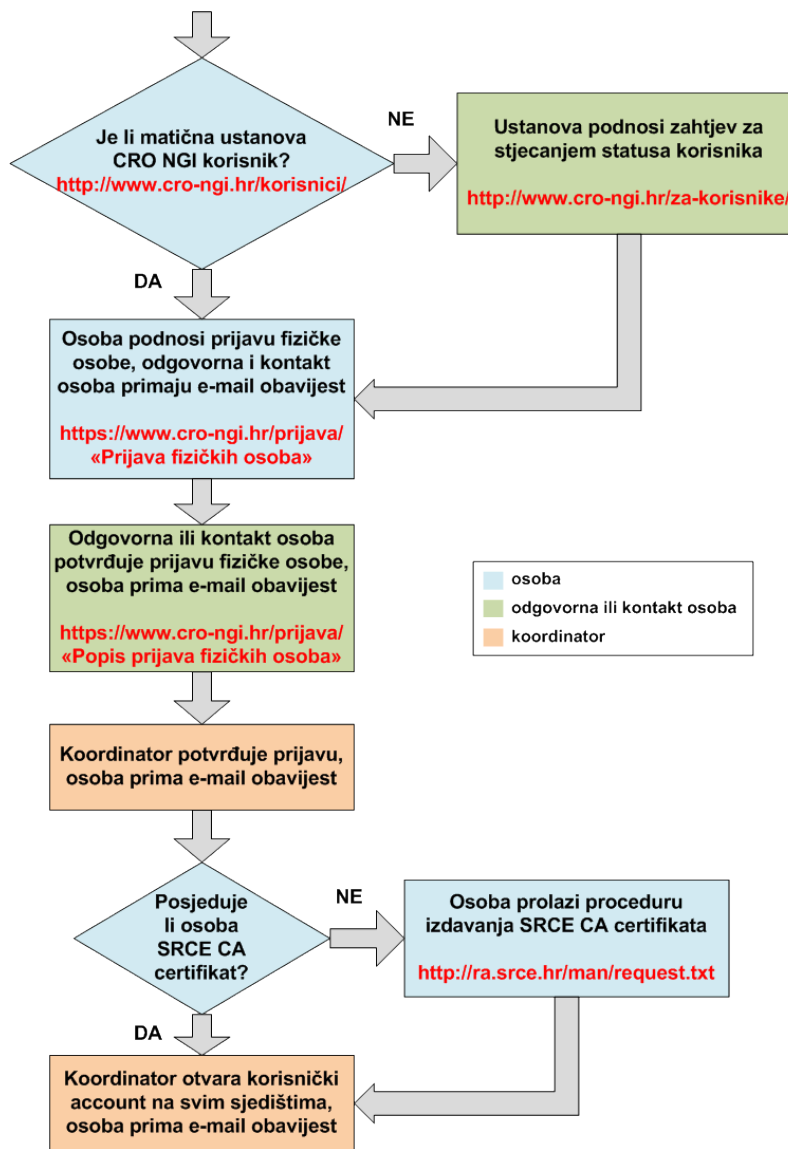 Je li matična ustanova
CRO NGI korisnik?
http://www.cro-ngi.hr/korisnici/
NE
Ustanova podnosi zahtjev za
stjecanjem statusa korisnika
http://www.cro-ngi.hr/za-korisnike/
DA
Osoba podnosi prijavu fizičke
osobe, odgovorna i kontakt
osoba primaju e-mail obavijest
https://www.cro-ngi.hr/prijava/
«Prijava fizičkih osoba»
Odgovorna ili kontakt osoba
potvrđuje prijavu fizičke osobe,
osoba prima e-mail obavijest
https://www.cro-ngi.hr/prijava/
«Popis prijava fizičkih osoba»
osoba
odgovorna ili kontakt osoba
koordinator
Koordinator potvrđuje prijavu,
osoba prima e-mail obavijest
Posjeduje
li osoba
SRCE CA
certifikat?
NE
Osoba prolazi proceduru
izdavanja SRCE CA certifikata
http://ra.srce.hr/man/request.txt
DA
Koordinator otvara korisnički
account na svim sjedištima,
osoba prima e-mail obavijest